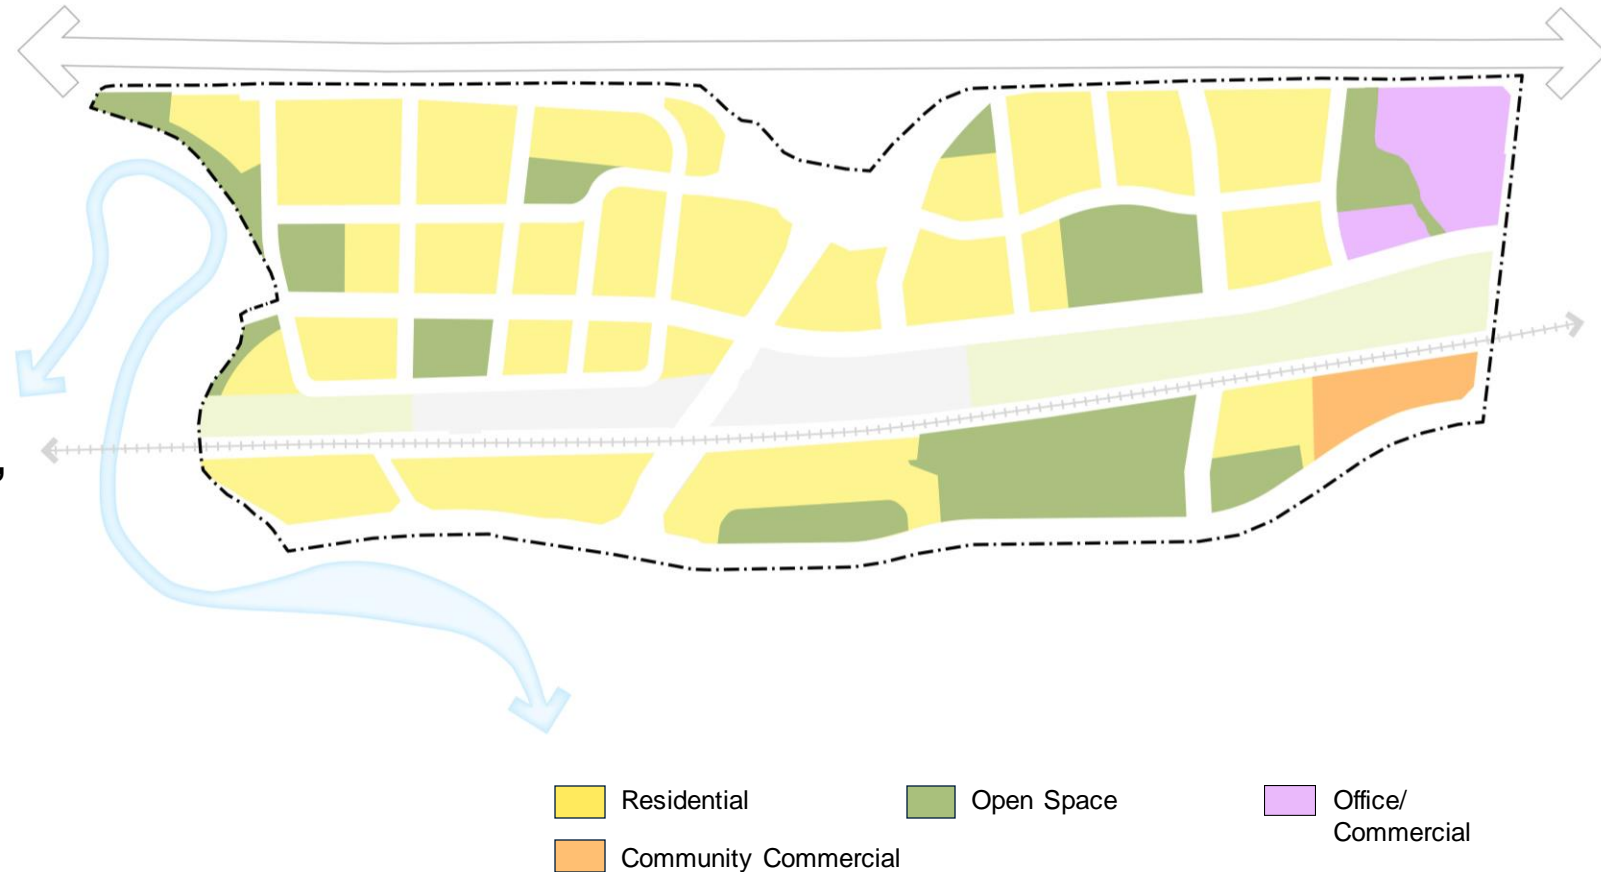 Residential
Open Space
Office/
Commercial
Community Commercial